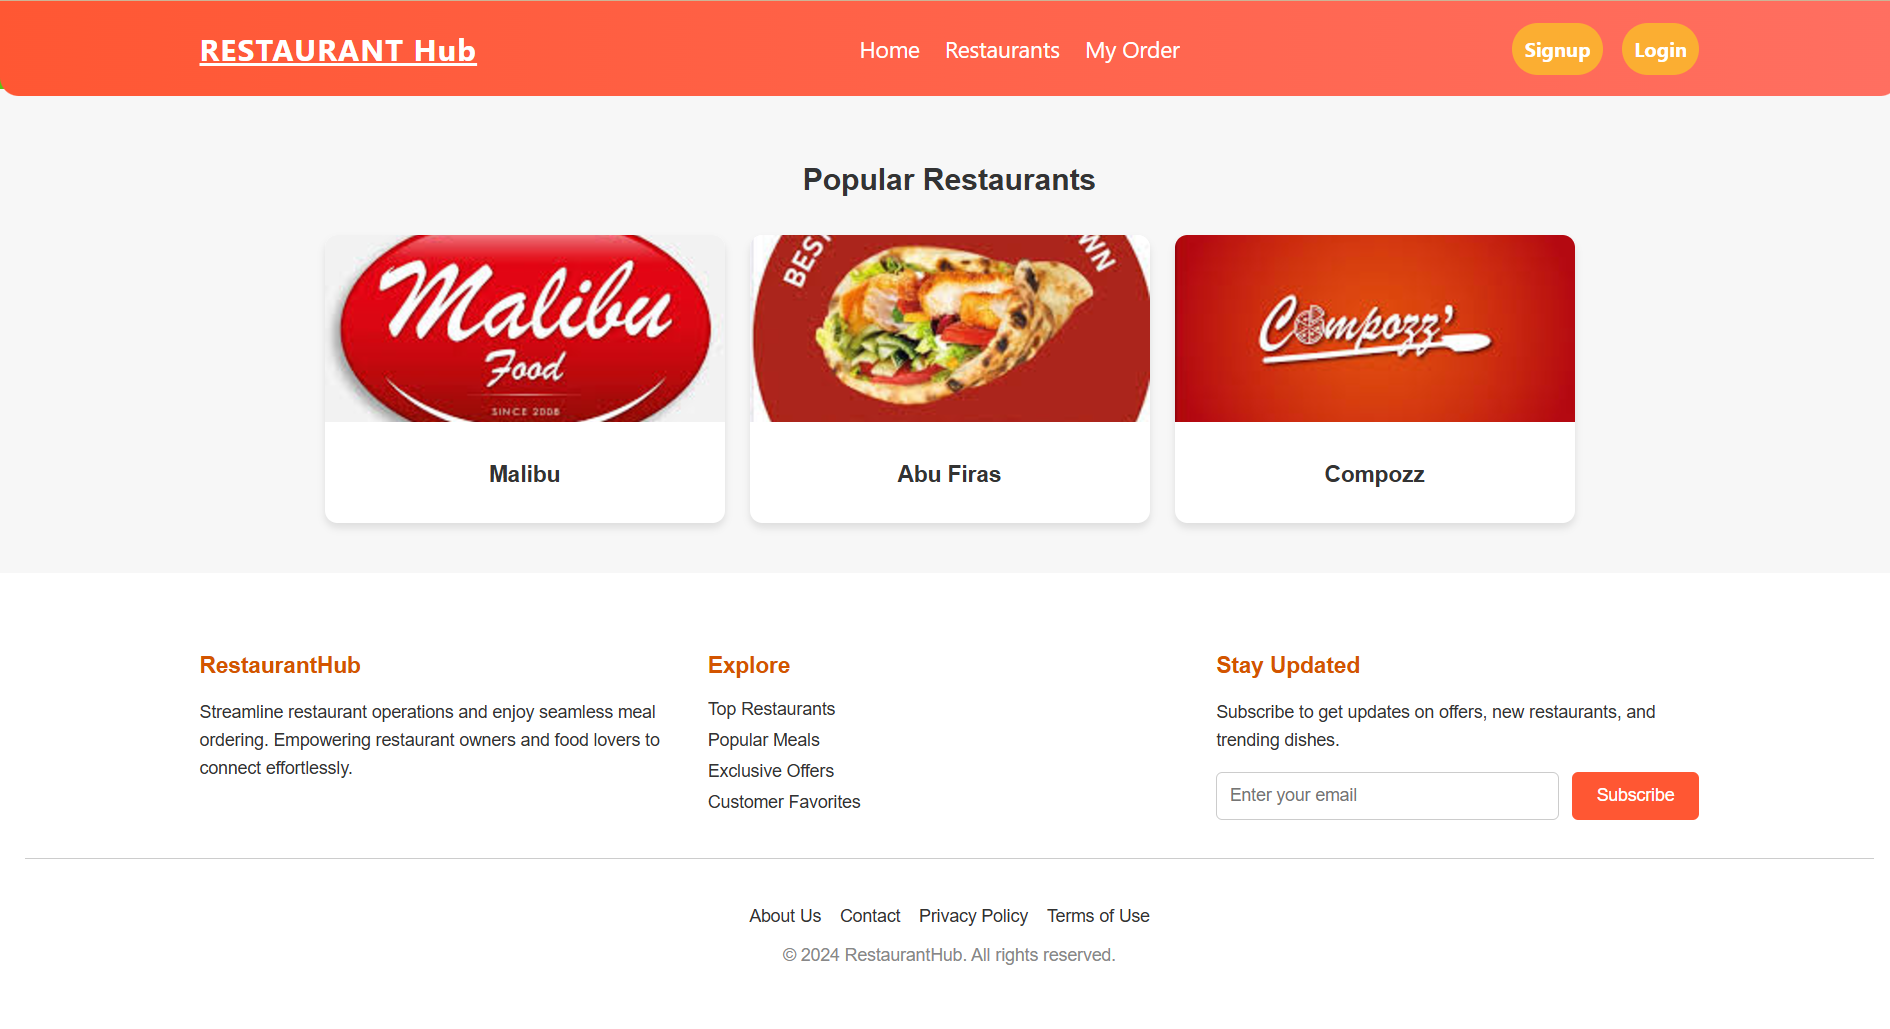 RESTAURANT Hub
Home Restaurants My Order
Signup Login
Popular Restaurants
Malibu
Food
SINCE 2008
BEST
WN
Compozz'
Malibu
Abu Firas
Compozz
RestaurantHub
Streamline restaurant operations and enjoy seamless meal
ordering. Empowering restaurant owners and food lovers to
connect effortlessly.
Explore
Top Restaurants
Popular Meals
Exclusive Offers
Customer Favorites
Stay Updated
Subscribe to get updates on offers, new restaurants, and
trending dishes.
Enter your email
Subscribe
About Us Contact Privacy Policy Terms of Use
© 2024 RestaurantHub. All rights reserved.